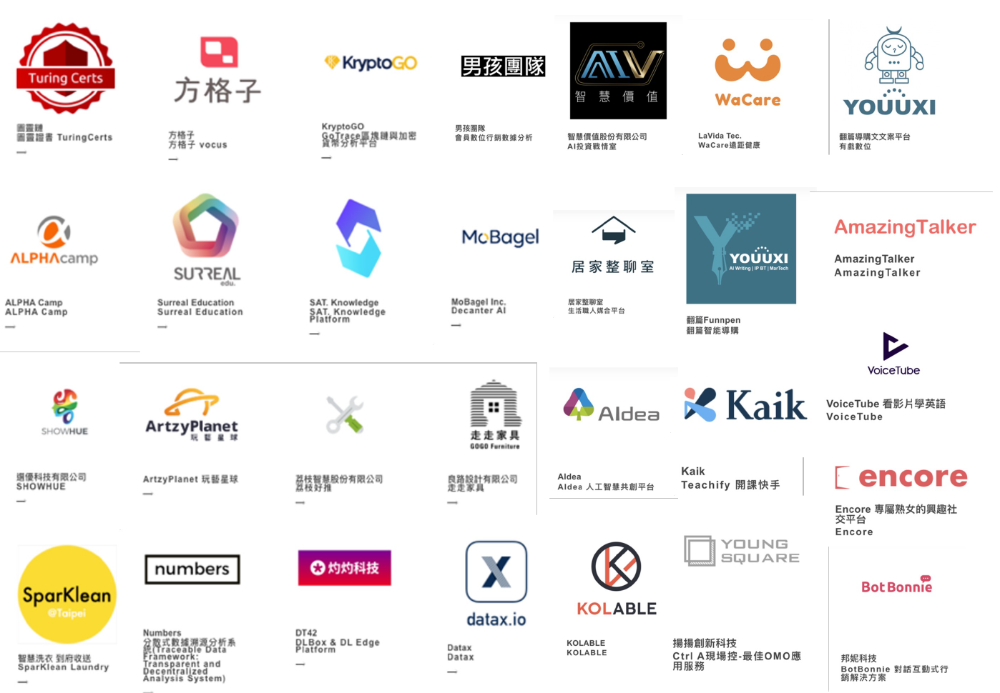 Turing Certs
圖靈鏈
圖靈證書 TuringCerts
方格子
方格子
方格子 vocus
KryptoGO
KryptoGO
GoTrace區塊鏈與加密
貨幣分析平台
男孩團隊
男孩團隊
會員數位行銷數據分析
AIV
智慧價值
智慧價值股份有限公司
AI投資戰情室
WaCare
LaVida Tec.
WaCare遠距健康
YOUUXI
翻篇導購文文案平台
有戲數位
ALPHAcamp
ALPHA Camp
ALPHA Camp
SURREAL
edu.
Surreal Education
Surreal Education
SAT. Knowledge
SAT. Knowledge
Platform
MoBagel
MoBagel Inc.
Decanter AI
居家整聊室
居家整聊室
生活職人媒合平台
YOUUXI
AI Writing | IP BT | MarTech
翻篇Funnpen
翻篇智能導購
AmazingTalker
AmazingTalker
AmazingTalker
VoiceTube
VoiceTube 看影片學英語
VoiceTube
SHOWHUE
選優科技有限公司
SHOWHUE
ArtzyPlanet
玩藝星球
ArtzyPlanet 玩藝星球
荔枝智慧股份有限公司
荔枝好推
走走家具
GOGO Furniture
良路設計有限公司
走走家具
AIdea
AIdea
AIdea 人工智慧共創平台
Kaik
Kaik
Teachify 開課快手
encore
Encore 專屬熟女的興趣社
交平台
Encore
SparKlean
@Taipei
智慧洗衣 到府收送
SparKlean Laundry
numbers
Numbers
分散式數據溯源分析系
統(Traceable Data
Framework:
Transparent and
Decentralized
Analysis System)
灼灼科技
DT42
DLBox & DL Edge
Platform
datax.io
Datax
Datax
KOLABLE
KOLABLE
KOLABLE
YOUNG
SQUARE
揚揚創新科技
Ctrl A現場控-最佳OMO應
用服務
BotBonnie
邦妮科技
BotBonnie 對話互動式行
銷解決方案